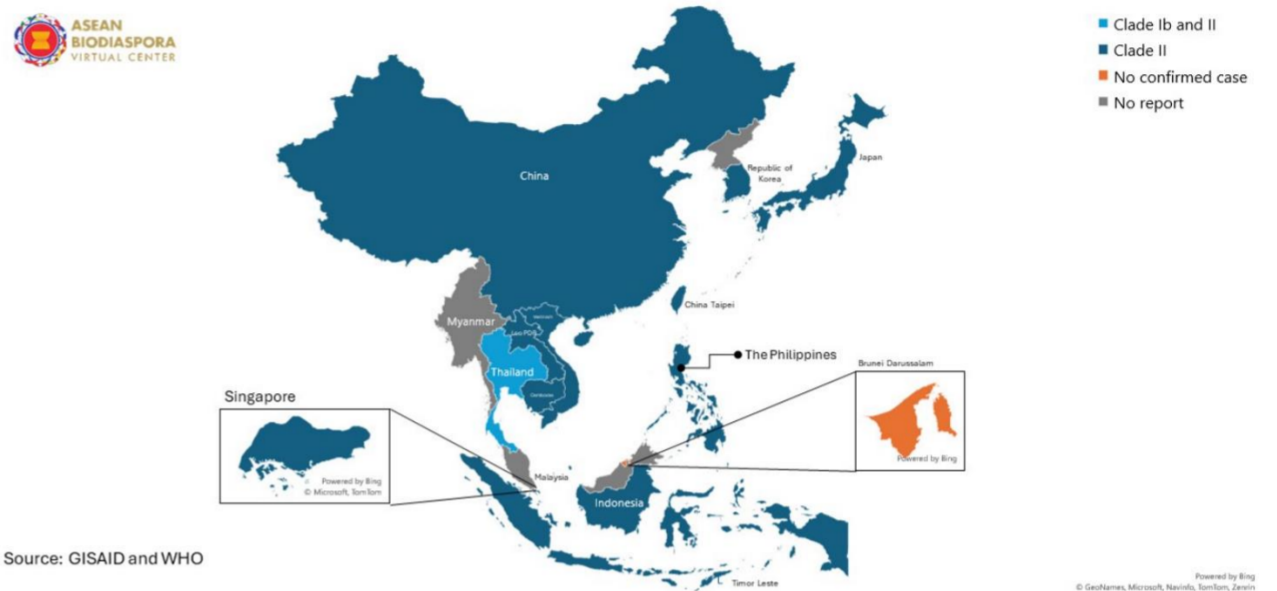 ASEAN
BIODIASPORA
VIRTUAL CENTER
Clade Ib and II
Clade II
No confirmed case
No report
China
Republic of
Korea
Japan
China Taipei
Myanmar
Lao PDR
Thailand
The Philippines
Brunei Darussalam
Powered by Bing
Singapore
Powered by Bing
© Microsoft, TomTom
Malaysia
Indonesia
Timor Leste
Source: GISAID and WHO
Powered by Bing
© GeoNames, Microsoft, Navinfo, TomTom, Zenrin